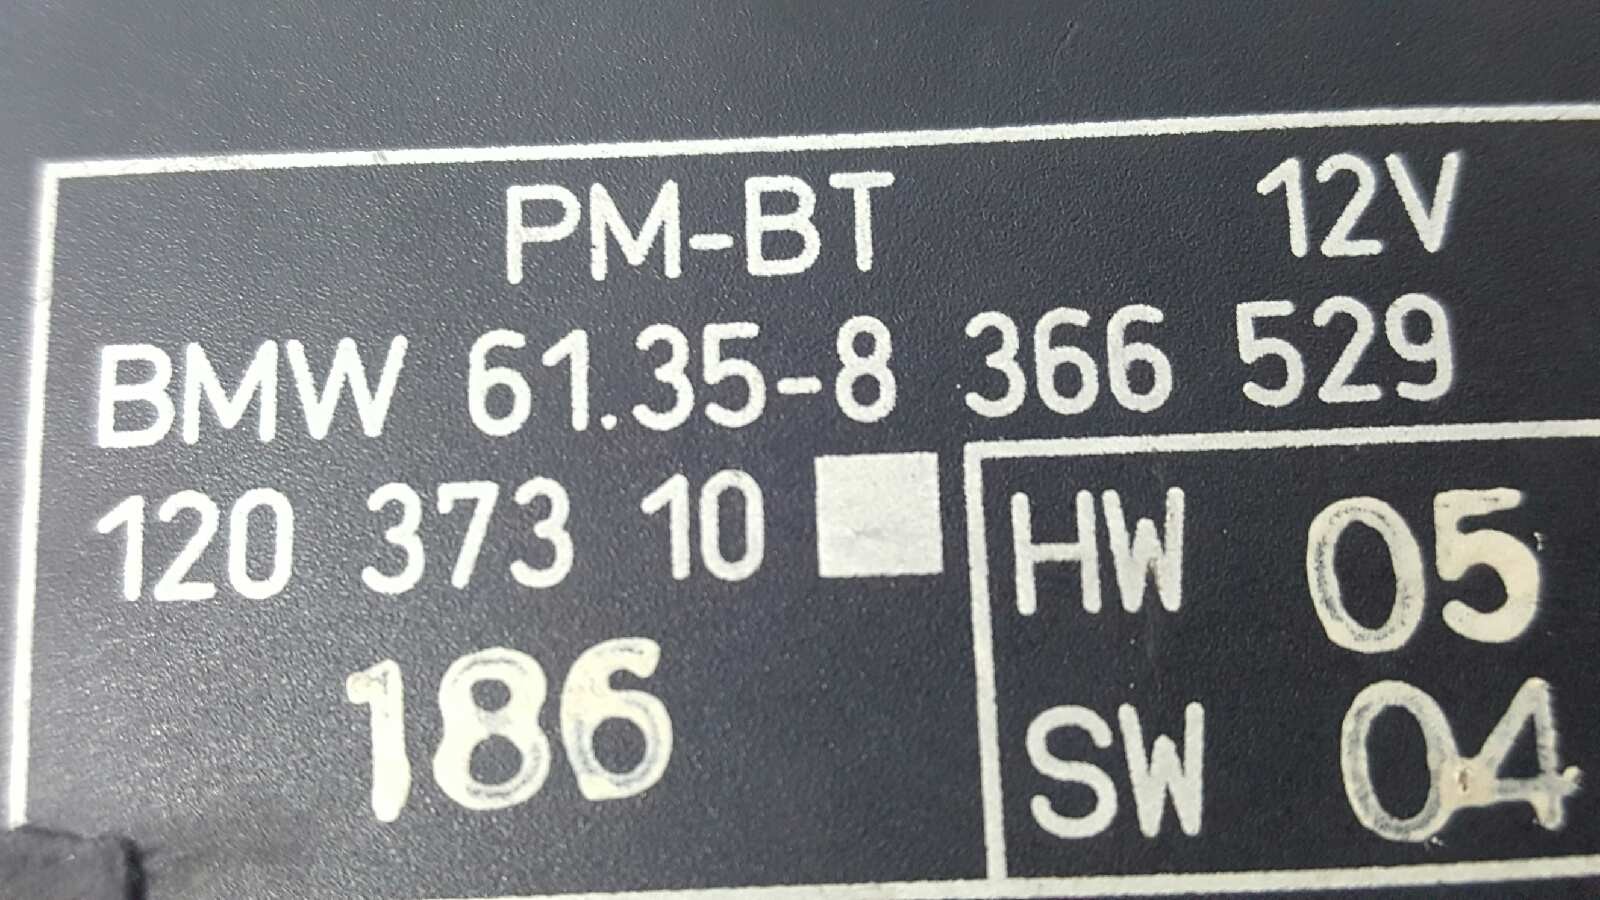 PM-BT 12V
BMW 61.35-8 366 529
120 373 10
HW 05
186
SW 04